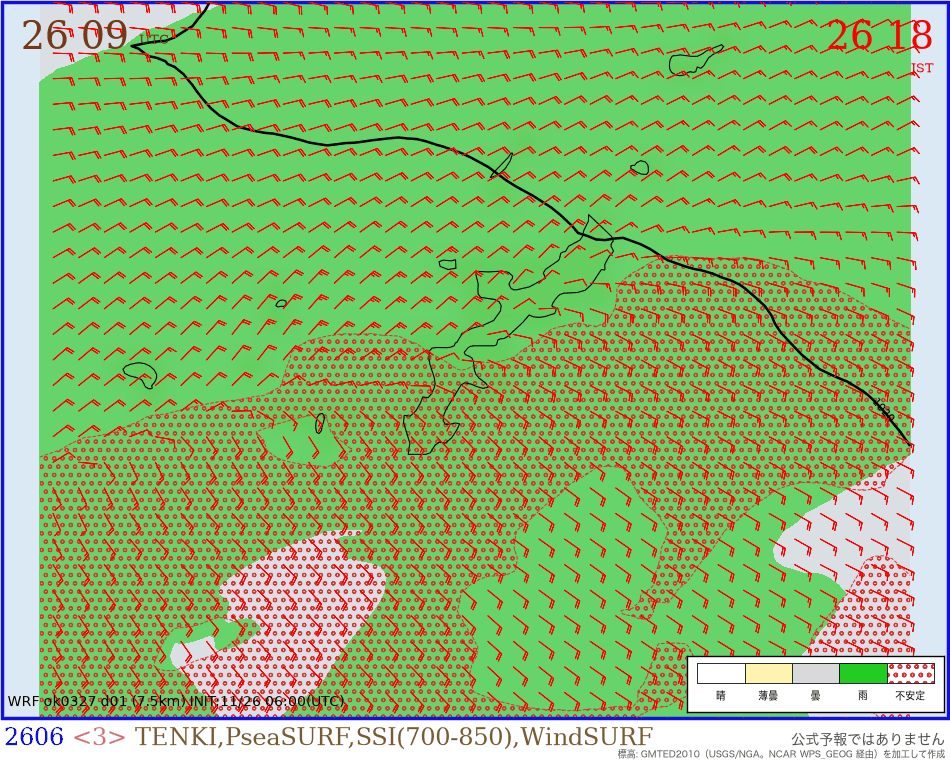 26 09 UTC
26 18
JST
晴 薄曇 曇 雨 不安定
WRF ok0327 d01 (7.5km) INIT:11/26 06:00(UTC)
2606 <3> TENKI,PseaSURF,SSI(700-850),WindSURF
公式予報ではありません
標高: GMTED2010（USGS/NGA。NCAR WPS_GEOG 経由）を加工して作成